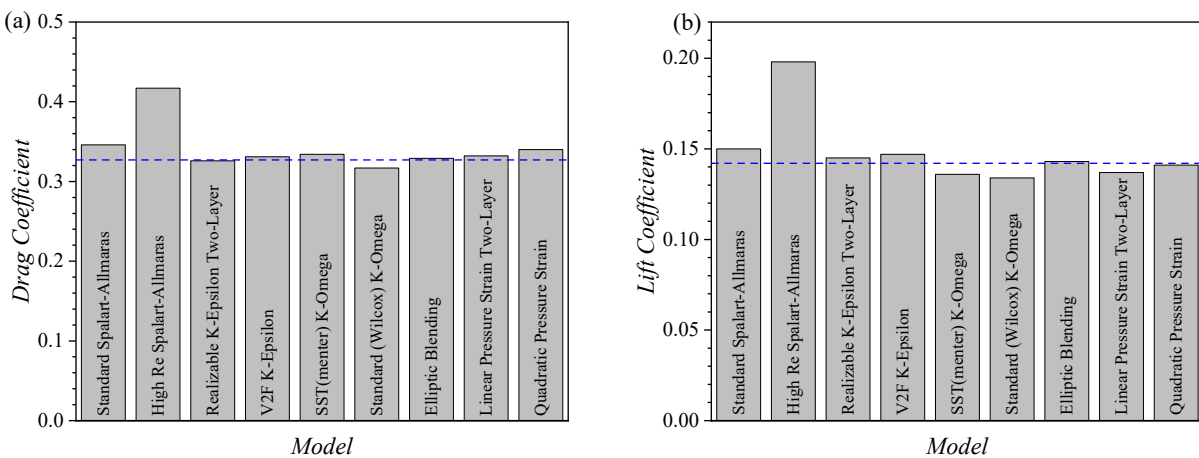 (a)
0.5
0.4
0.3
0.2
0.1
0.0
Drag Coefficient
Standard Spalart-Allmaras
High Re Spalart-Allmaras
Realizable K-Epsilon Two-Layer
V2F K-Epsilon
SST(menter) K-Omega
Standard (Wilcox) K-Omega
Elliptic Blending
Linear Pressure Strain Two-Layer
Quadratic Pressure Strain
Model
(b)
0.20
0.15
0.10
0.05
0.00
Lift Coefficient
Standard Spalart-Allmaras
High Re Spalart-Allmaras
Realizable K-Epsilon Two-Layer
V2F K-Epsilon
SST(menter) K-Omega
Standard (Wilcox) K-Omega
Elliptic Blending
Linear Pressure Strain Two-Layer
Quadratic Pressure Strain
Model